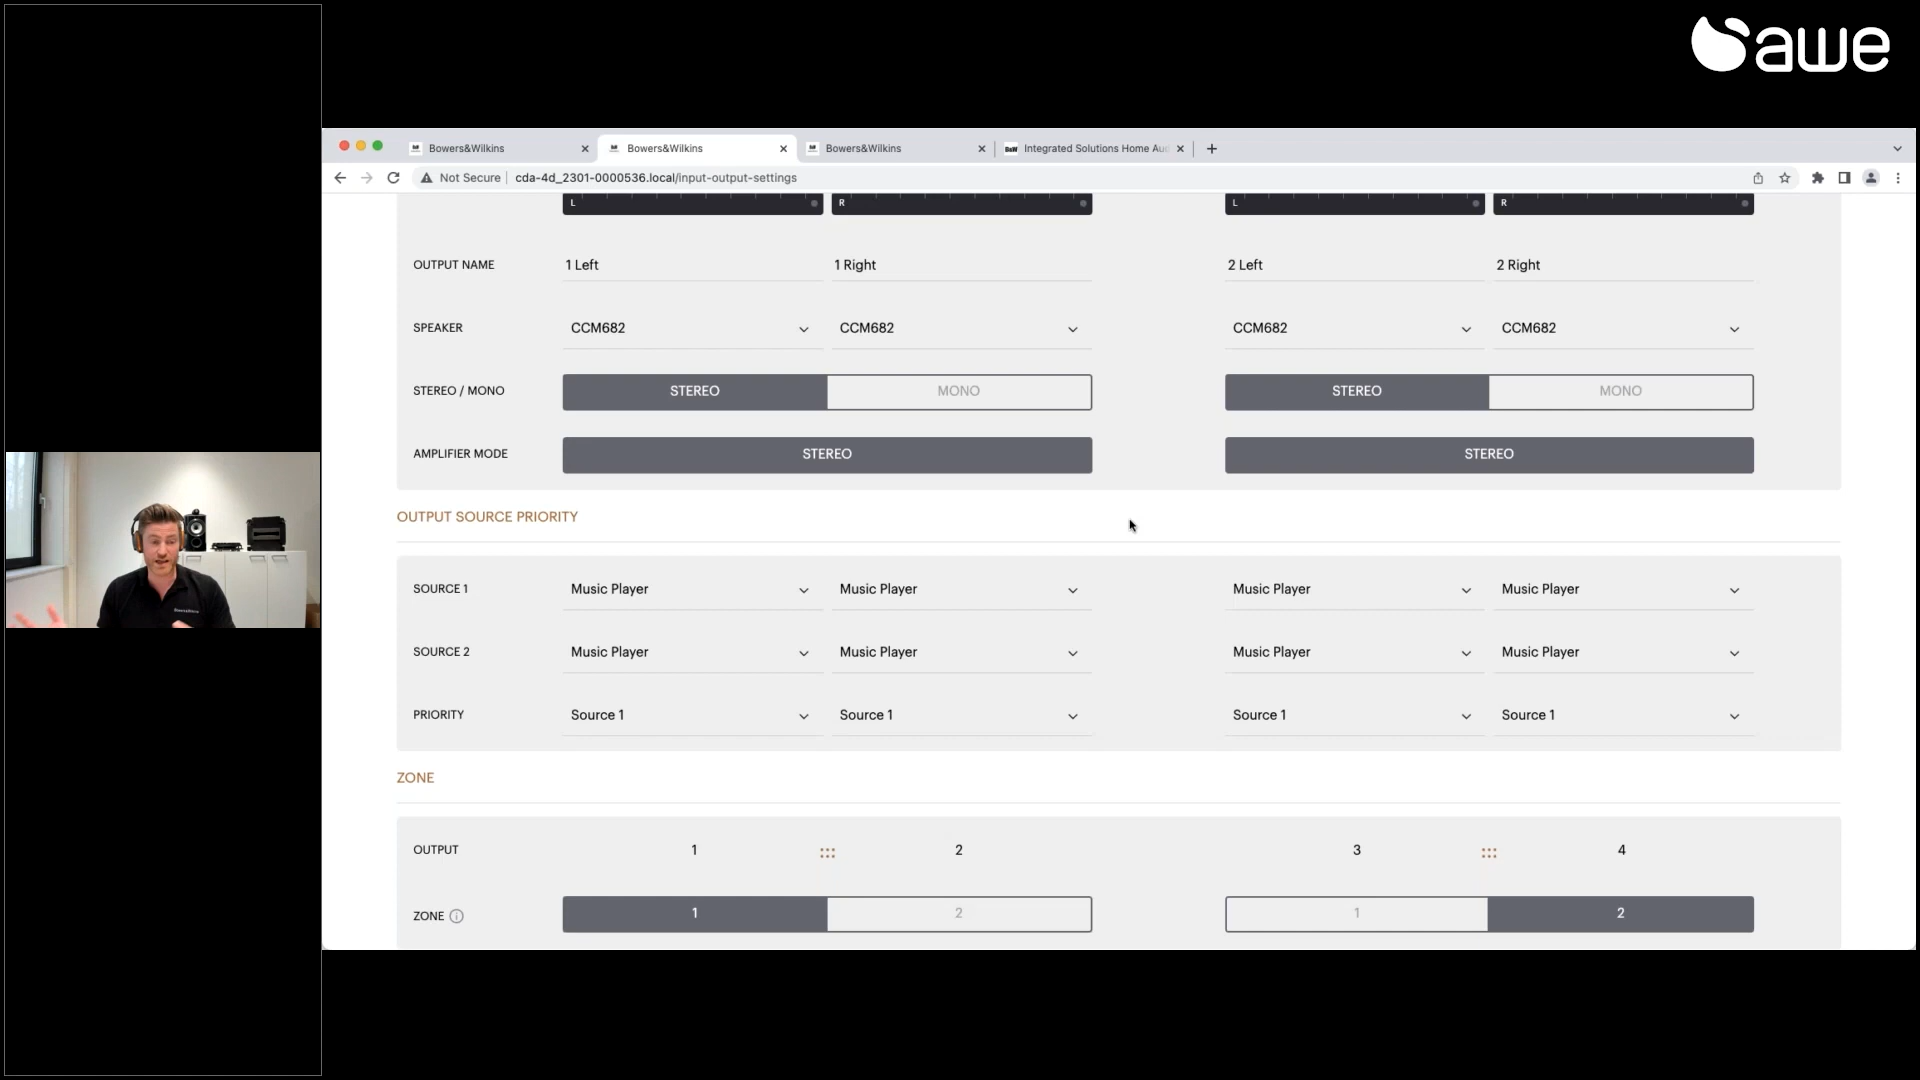 awe
Bowers&Wilkins
Bowers&Wilkins
Bowers&Wilkins
B&W Integrated Solutions Home Au
Not Secure | cda-4d_2301-0000536.local/input-output-settings
L R L R
OUTPUT NAME 1 Left 1 Right 2 Left 2 Right
SPEAKER CCM682 CCM682 CCM682 CCM682
STEREO / MONO STEREO MONO STEREO MONO
AMPLIFIER MODE STEREO STEREO
OUTPUT SOURCE PRIORITY
SOURCE 1 Music Player Music Player Music Player Music Player
SOURCE 2 Music Player Music Player Music Player Music Player
PRIORITY Source 1 Source 1 Source 1 Source 1
ZONE
OUTPUT 1 2 3 4
ZONE 1 2 1 2